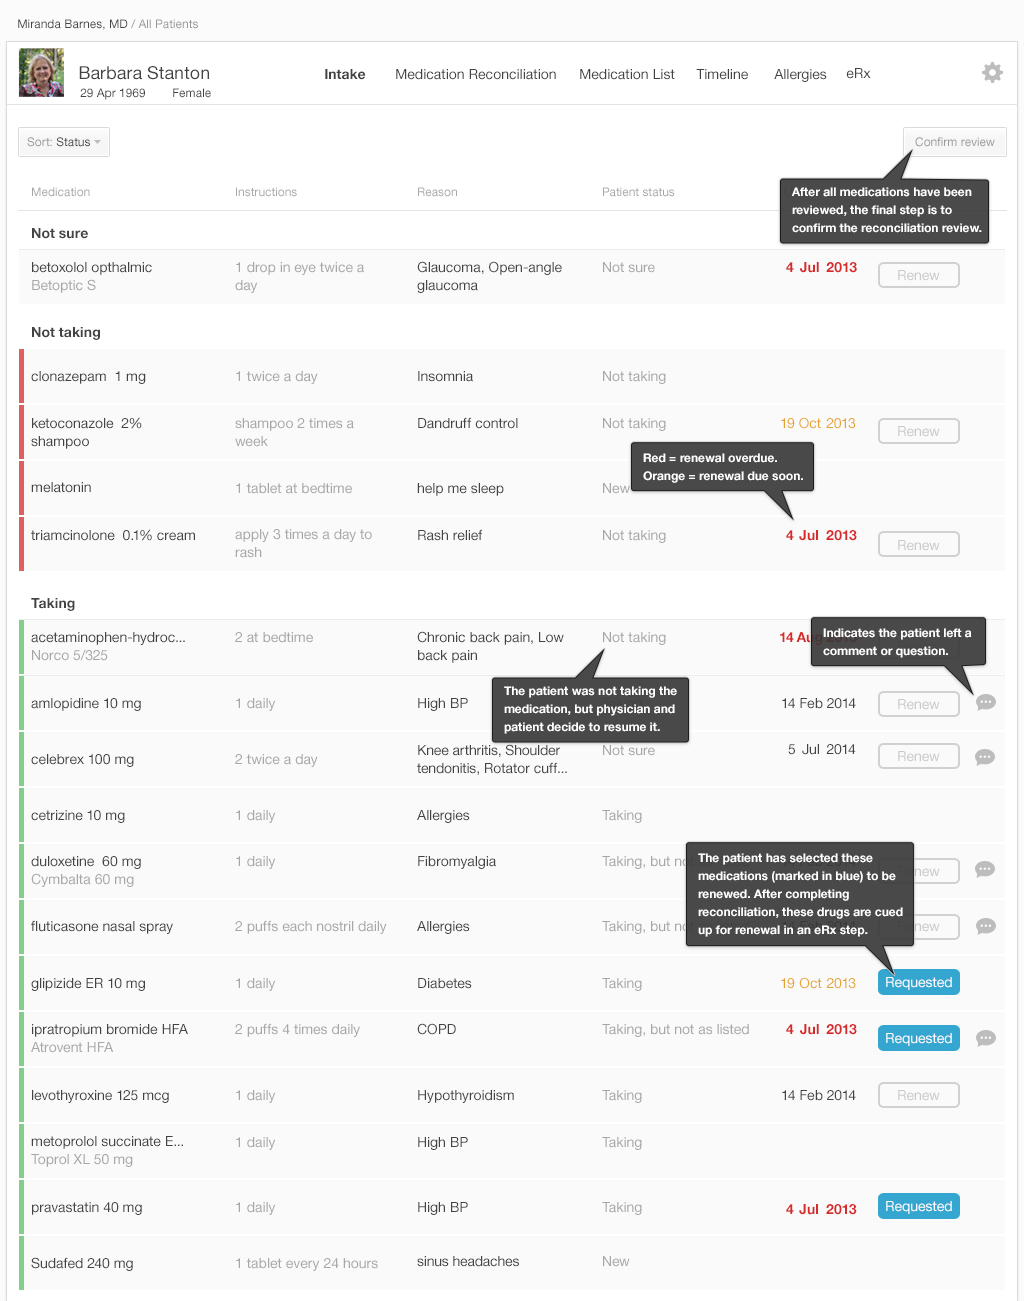 Miranda Barnes, MD / All Patients
Barbara Stanton
29 Apr 1969 Female
Intake Medication Reconciliation Medication List Timeline Allergies eRx
Sort: Status
Confirm review
After all medications have been
reviewed, the final step is to
confirm the reconciliation review.
Medication Instructions Reason Patient status
Not sure
betoxolol opthalmic 1 drop in eye twice a Glaucoma, Open-angle Not sure 4 Jul 2013 Renew
Betoptic S day glaucoma
Not taking
clonazepam 1 mg 1 twice a day Insomnia Not taking
ketoconazole 2% shampoo 2 times a Dandruff control Not taking 19 Oct 2013 Renew
shampoo week
Red = renewal overdue.
Orange = renewal due soon.
melatonin 1 tablet at bedtime help me sleep New
triamcinolone 0.1% cream apply 3 times a day to Rash relief Not taking 4 Jul 2013 Renew
rash
Taking
acetaminophen-hydroc... 2 at bedtime Chronic back pain, Low Not taking 14 Aug
Norco 5/325 back pain
Indicates the patient left a
comment or question.
The patient was not taking the
medication, but physician and
patient decide to resume it.
amlopidine 10 mg 1 daily High BP 14 Feb 2014 Renew
celebrex 100 mg 2 twice a day Knee arthritis, Shoulder Not sure 5 Jul 2014 Renew
tendonitis, Rotator cuff...
cetrizine 10 mg 1 daily Allergies Taking
duloxetine 60 mg 1 daily Fibromyalgia Taking, but Renew
Cymbalta 60 mg
The patient has selected these
medications (marked in blue) to be
renewed. After completing
reconciliation, these drugs are cued
up for renewal in an eRx step.
fluticasone nasal spray 2 puffs each nostril daily Allergies Taking, but Renew
glipizide ER 10 mg 1 daily Diabetes Taking 19 Oct 2013 Requested
ipratropium bromide HFA 2 puffs 4 times daily COPD Taking, but not as listed 4 Jul 2013 Requested
Atrovent HFA
levothyroxine 125 mcg 1 daily Hypothyroidism Taking 14 Feb 2014 Renew
metoprolol succinate E... 1 daily High BP Taking
Toprol XL 50 mg
pravastatin 40 mg 1 daily High BP Taking 4 Jul 2013 Requested
Sudafed 240 mg 1 tablet every 24 hours sinus headaches New